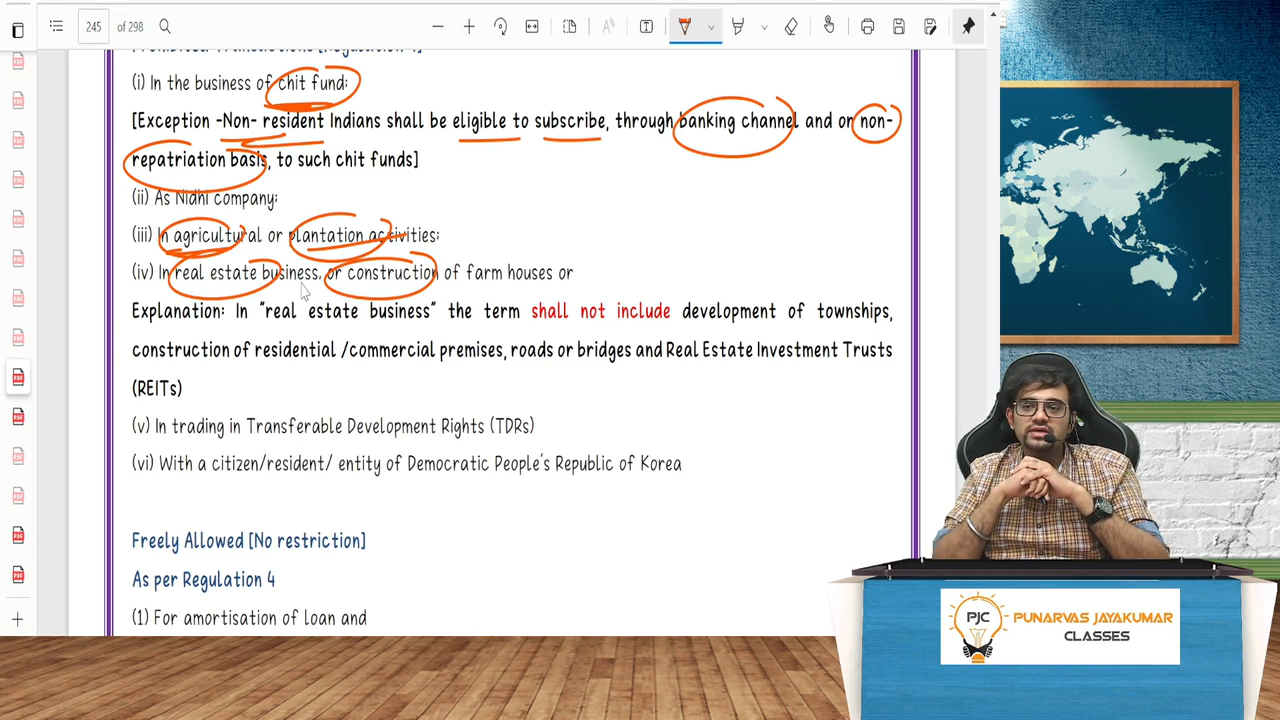 245
of 298
(i) In the business of chit fund;
[Exception -Non- resident Indians shall be eligible to subscribe, through banking channel and on non-
repatriation basis, to such chit funds]
(ii) As Nidhi company;
(iii) In agricultural or plantation activities;
(iv) In real estate business, or construction of farm houses or
Explanation: In “real estate business” the term shall not include development of townships,
construction of residential /commercial premises, roads or bridges and Real Estate Investment Trusts
(REITs)
(v) In trading in Transferable Development Rights (TDRs)
(vi) With a citizen/resident/ entity of Democratic People's Republic of Korea
Freely Allowed [No restriction]
As per Regulation 4
(1) For amortisation of loan and
PJC
PUNARVAS JAYAKUMAR
CLASSES